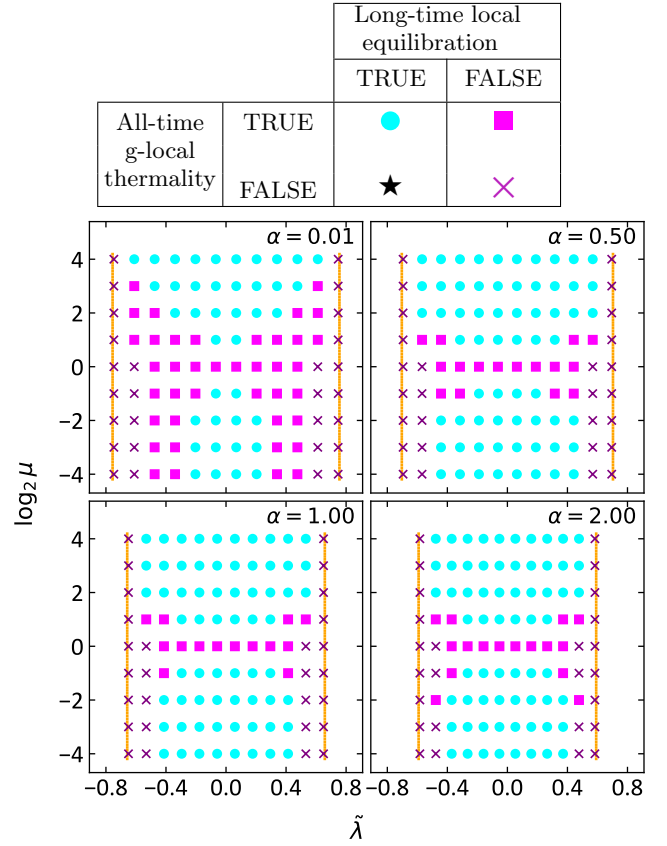 Long-time local
equilibration
TRUE FALSE
All-time
g-local
thermality
TRUE
FALSE
α = 0.01
α = 0.50
4
2
0
−2
−4
log₂ μ
α = 1.00
α = 2.00
4
2
0
−2
−4
−0.8 −0.4 0.0 0.4 0.8
−0.8 −0.4 0.0 0.4 0.8
λ̃